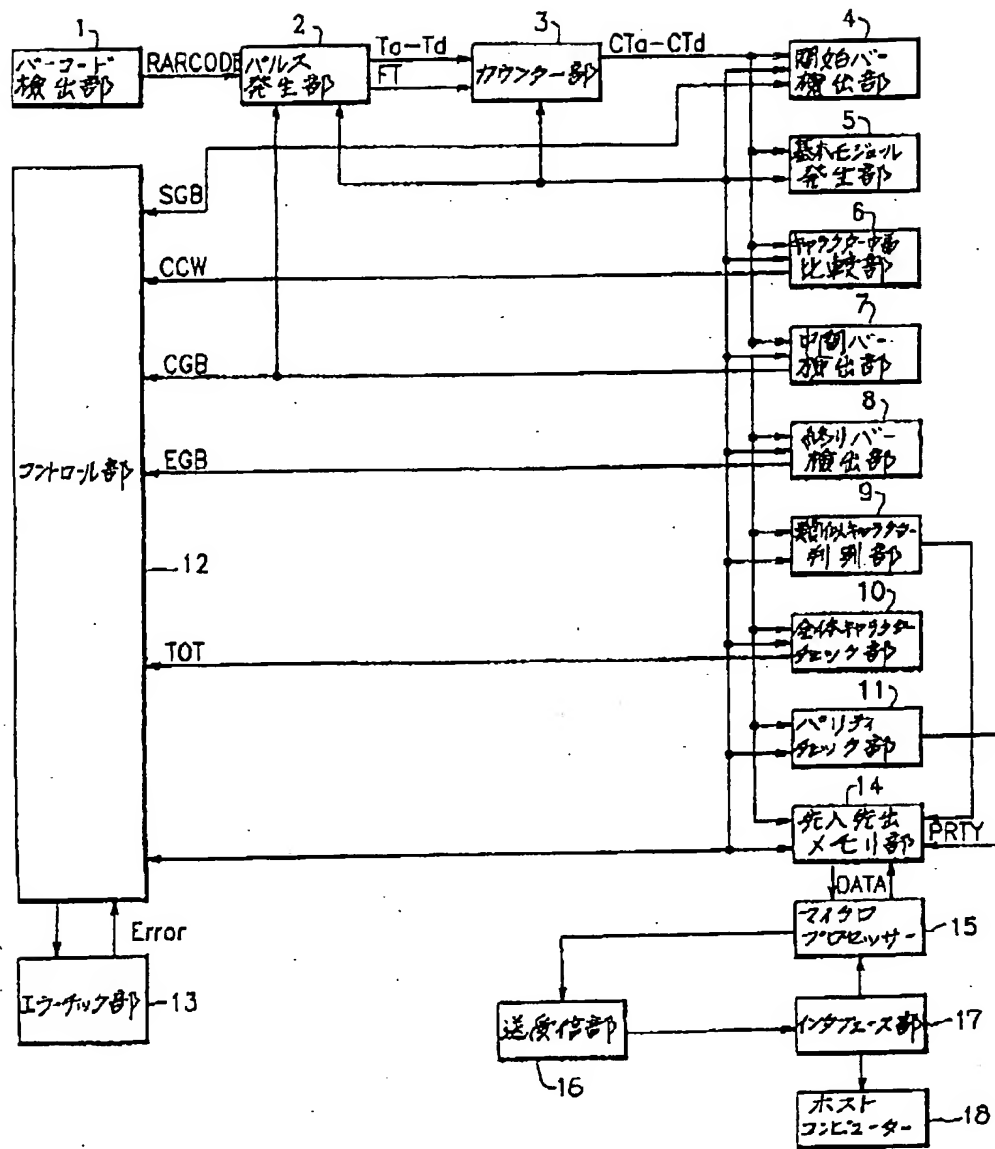 1
バーコード
検出部
RARCODE
2
パルス
発生部
Ta-Td
FT
3
カウンター部
CTa-CTd
4
開始バー
検出部
5
基本モジュール
発生部
6
キャラクター巾畐
比較部
7
中間バー
検出部
8
終りバー
検出部
9
類似キャラクター
判別部
10
全体キャラクター
チェック部
11
パリティ
チェック部
14
先入先出
メモリ部
PRTY
DATA
SGB
CCW
CGB
EGB
TOT
コントロール部
12
Error
エラーチック部
13
マイクロ
プロセッサー
15
送受信部
16
インタフェース部
17
ホスト
コンピューター
18